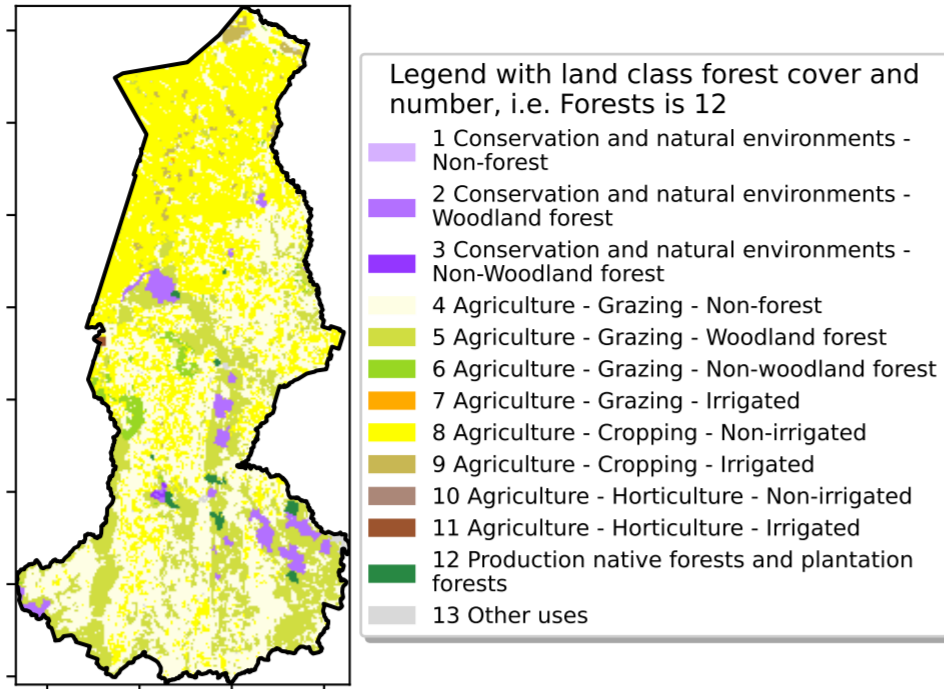 Legend with land class forest cover and
number, i.e. Forests is 12
1 Conservation and natural environments -
Non-forest
2 Conservation and natural environments -
Woodland forest
3 Conservation and natural environments -
Non-Woodland forest
4 Agriculture - Grazing - Non-forest
5 Agriculture - Grazing - Woodland forest
6 Agriculture - Grazing - Non-woodland forest
7 Agriculture - Grazing - Irrigated
8 Agriculture - Cropping - Non-irrigated
9 Agriculture - Cropping - Irrigated
10 Agriculture - Horticulture - Non-irrigated
11 Agriculture - Horticulture - Irrigated
12 Production native forests and plantation
forests
13 Other uses